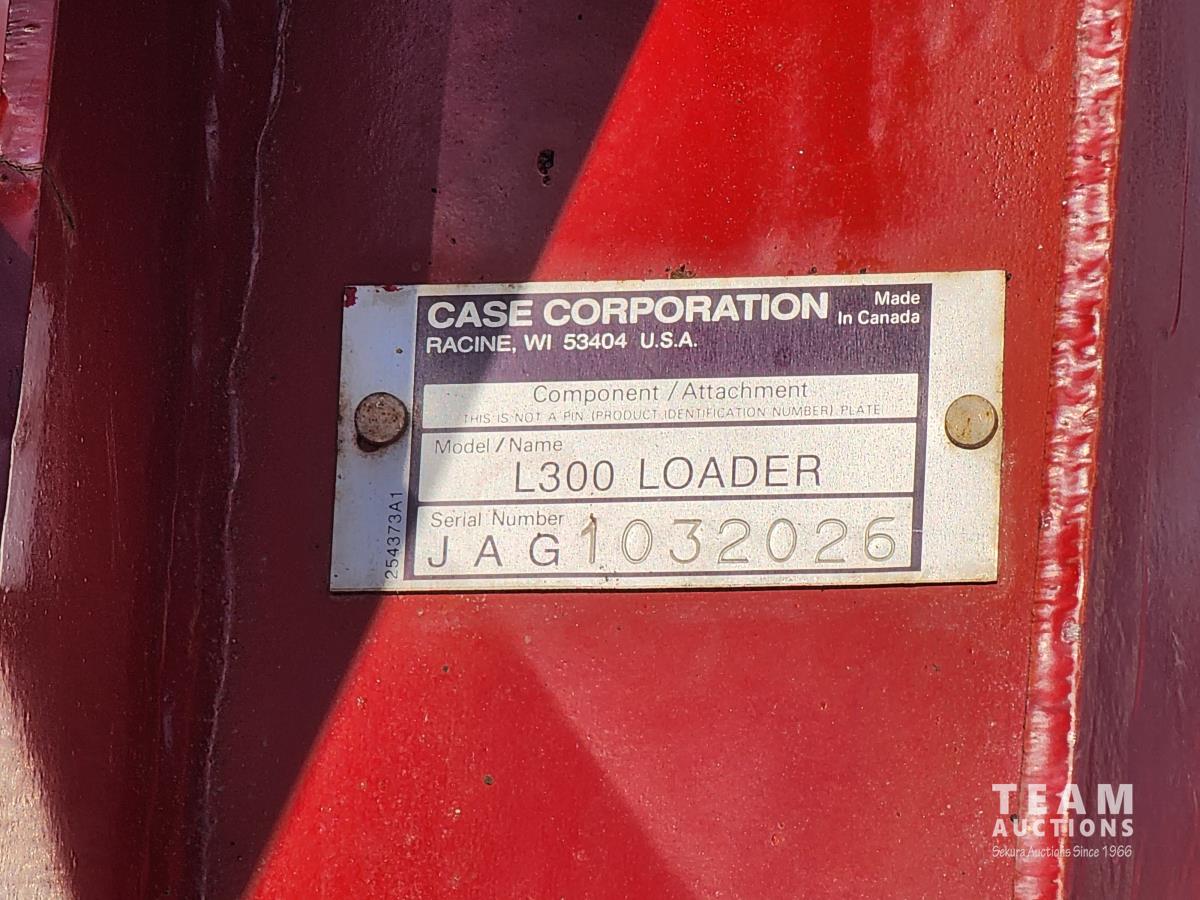 CASE CORPORATION
Made
In Canada
RACINE, WI 53404 U.S.A.
Component / Attachment
THIS IS NOT A PIN (PRODUCT IDENTIFICATION NUMBER) PLATE
Model / Name
L300 LOADER
Serial Number
JAG1032026
254373A1
TEAM
AUCTIONS
Sekura Auctions Since 1966